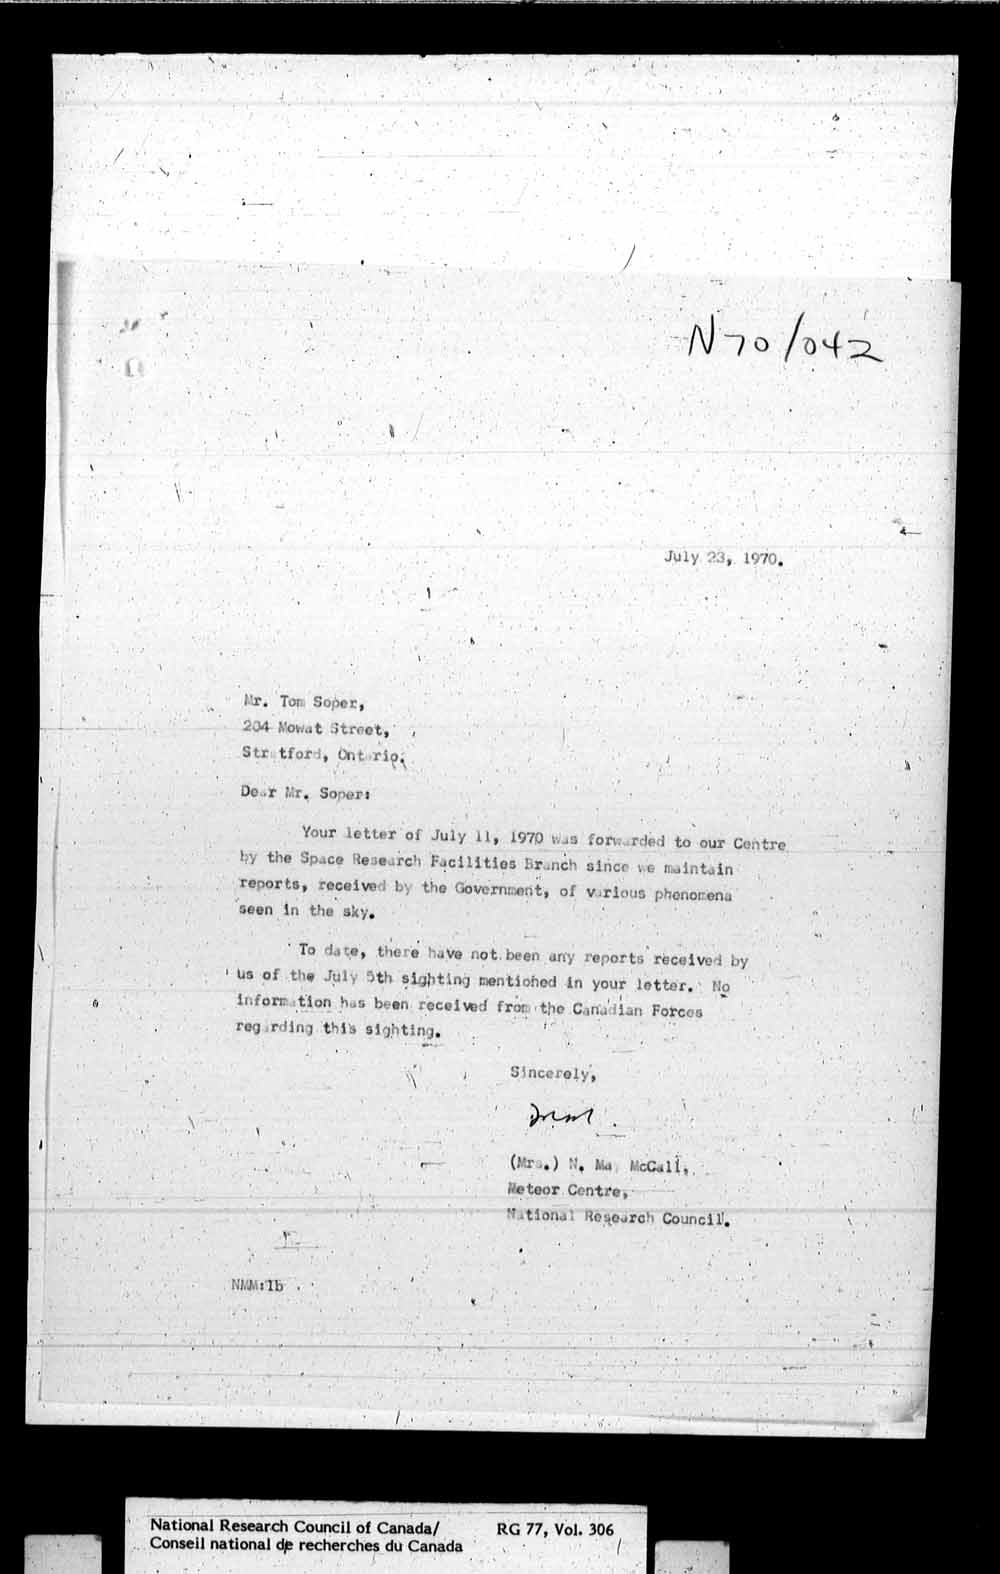 N70/042
July 23, 1970.
Mr. Tom Soper,
204 Mowat Street,
Stratford, Ontario.
Dear Mr. Soper:
Your letter of July 11, 1970 was forwarded to our Centre
by the Space Research Facilities Branch since we maintain
reports, received by the Government, of various phenomena
seen in the sky.
To date, there have not been any reports received by
us of the July 5th sighting mentioned in your letter. No
information has been received from the Canadian Forces
regarding this sighting.
Sincerely,
(Mrs.) N. May McCall,
Meteor Centre,
National Research Council.
NMM:lb
National Research Council of Canada/
Conseil national de recherches du Canada
RG 77, Vol. 306